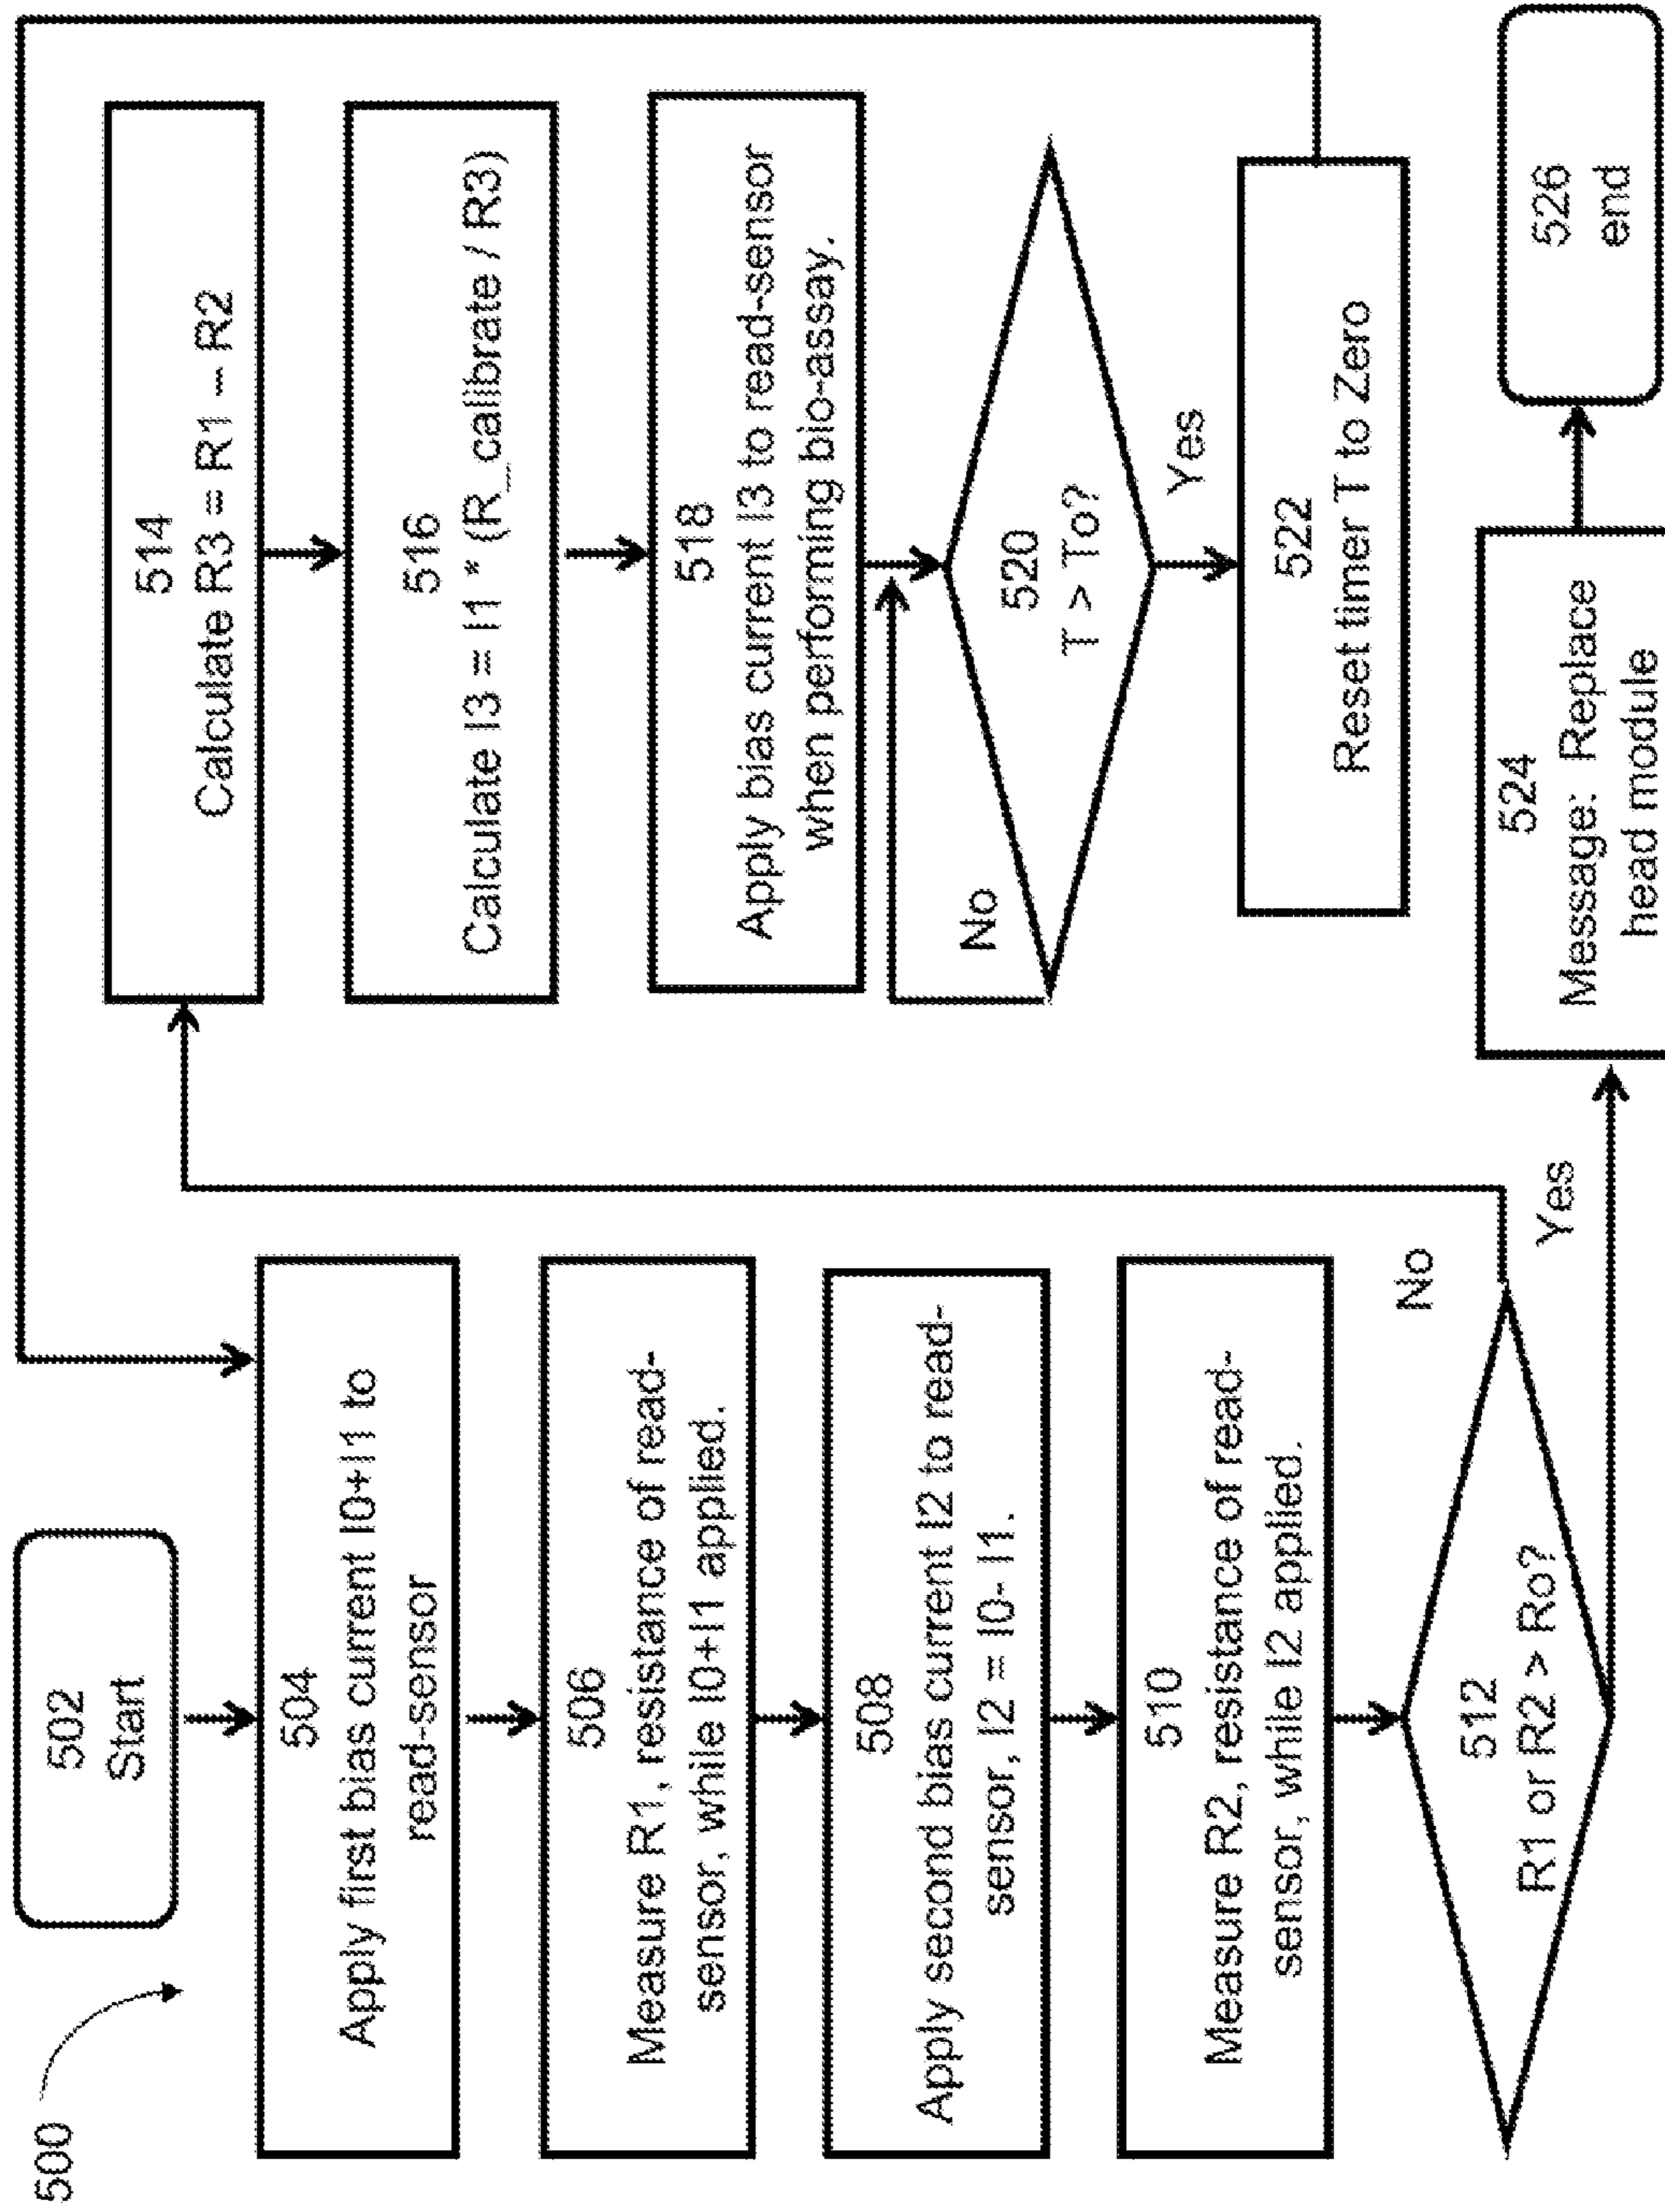 500
502
Start
504
Apply first bias current I0+I1 to
read-sensor
506
Measure R1, resistance of read-
sensor, while I0+I1 applied.
508
Apply second bias current I2 to read-
sensor, I2 = I0- I1.
510
Measure R2, resistance of read-
sensor, while I2 applied.
512
R1 or R2 > Ro?
No
Yes
514
Calculate R3 = R1 – R2
516
Calculate I3 = I1 * (R_calibrate / R3)
518
Apply bias current I3 to read-sensor
when performing bio-assay.
No
520
T > To?
Yes
522
Reset timer T to Zero
524
Message: Replace
head module
526
end